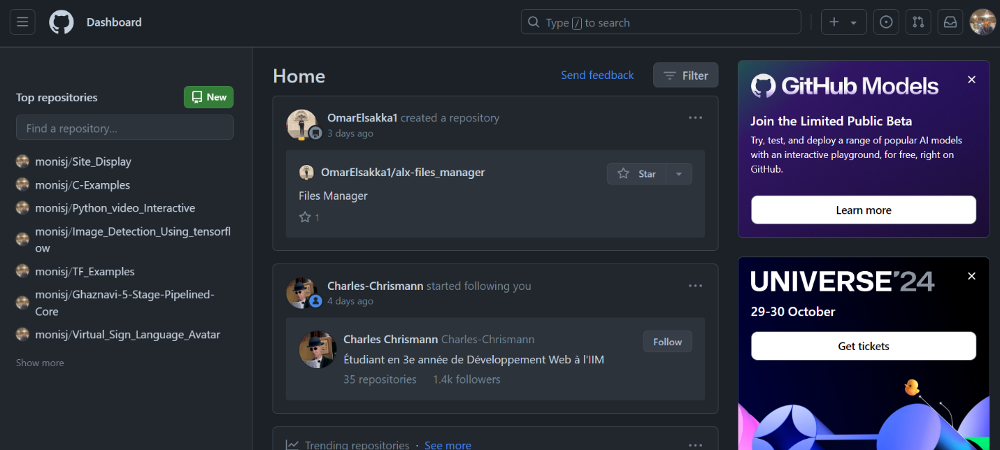 Dashboard
Type / to search
Top repositories
New
Find a repository...
monisj/Site_Display
monisj/C-Examples
monisj/Python_video_Interactive
monisj/Image_Detection_Using_tensorfl
ow
monisj/TF_Examples
monisj/Ghaznavi-5-Stage-Pipelined-
Core
monisj/Virtual_Sign_Language_Avatar
Show more
Home
Send feedback
Filter
OmarElsakka1 created a repository
3 days ago
OmarElsakka1/alx-files_manager
Star
Files Manager
1
Charles-Chrismann started following you
4 days ago
Charles Chrismann Charles-Chrismann
Follow
Étudiant en 3e année de Développement Web à l'IIM
35 repositories 1.4k followers
Trending repositories · See more
GitHub Models
Join the Limited Public Beta
Try, test, and deploy a range of popular AI models
with an interactive playground, for free, right on
GitHub.
Learn more
UNIVERSE'24
29-30 October
Get tickets